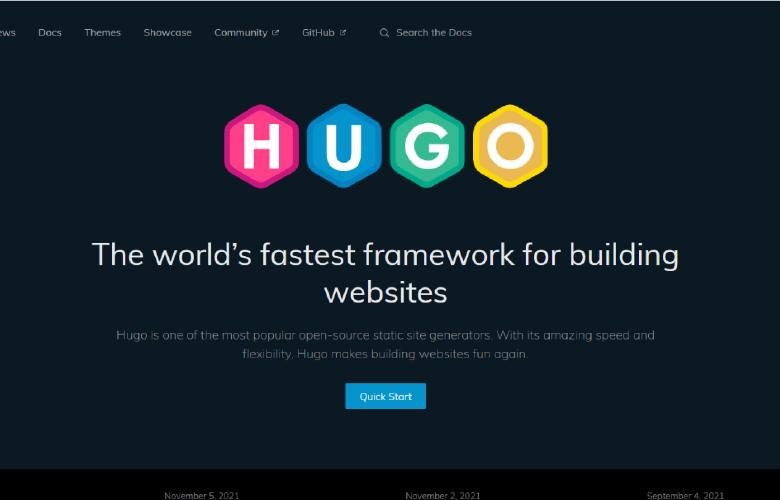 Docs Themes Showcase Community GitHub Search the Docs
HUGO
The world's fastest framework for building
websites
Hugo is one of the most popular open-source static site generators. With its amazing speed and
flexibility, Hugo makes building websites fun again.
Quick Start
November 5, 2021 November 2, 2021 September 4, 2021